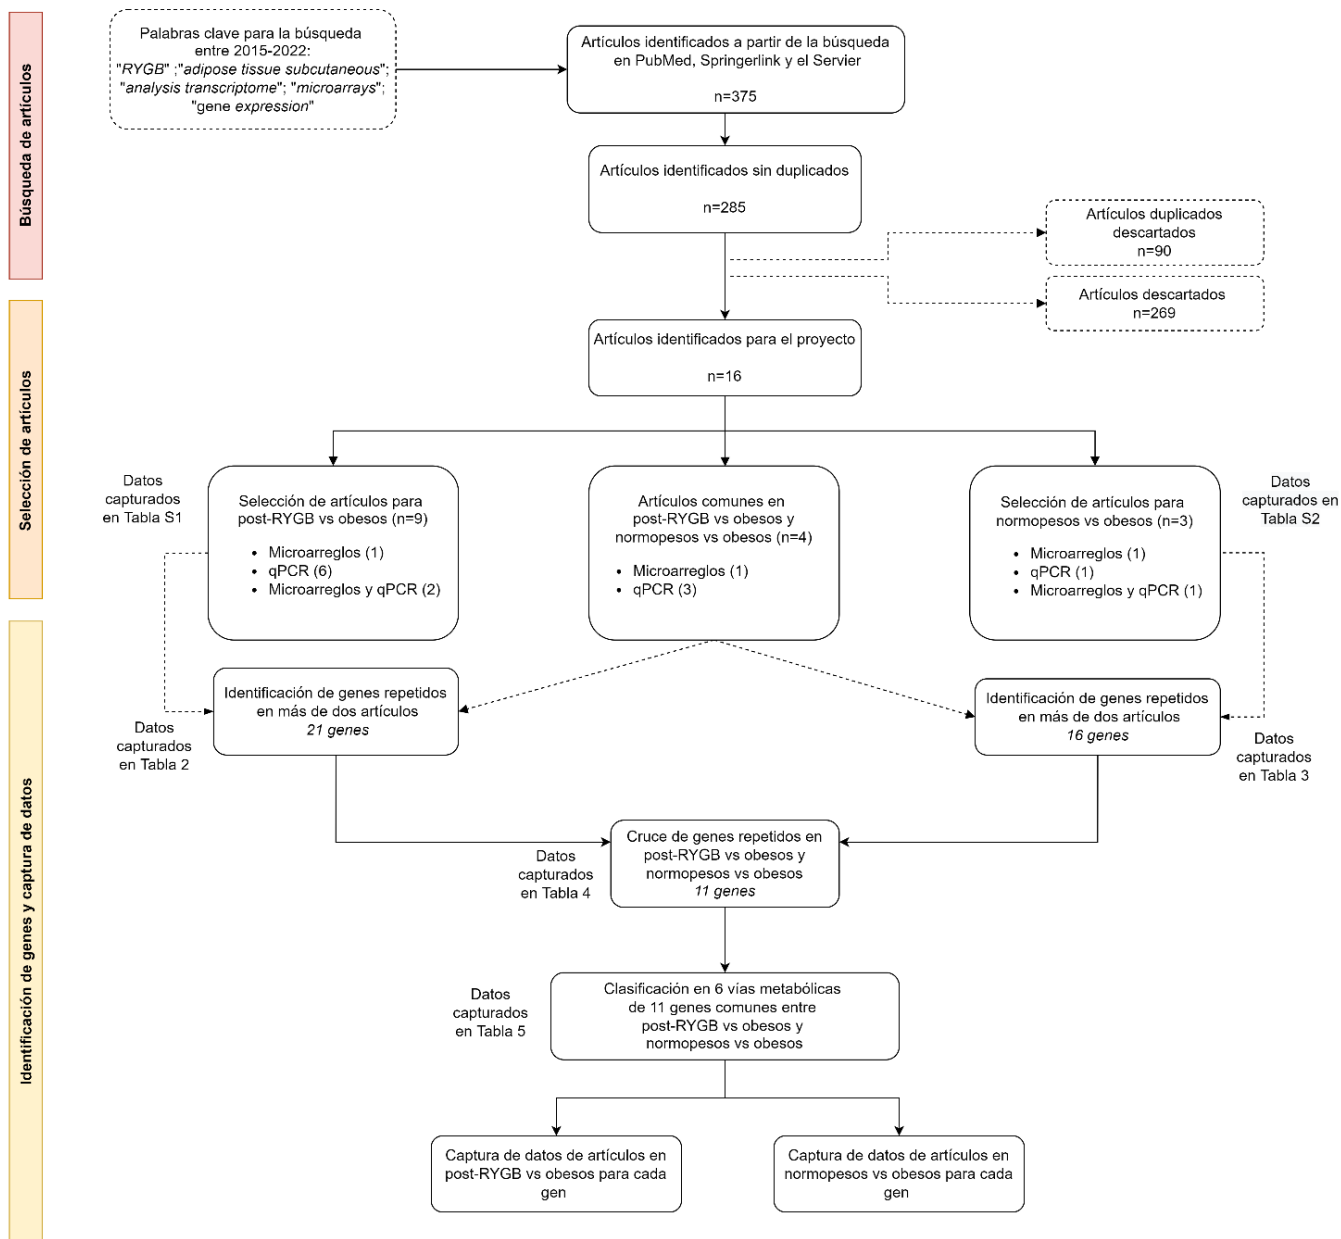 Búsqueda de artículos
Palabras clave para la búsqueda
entre 2015-2022:
"RYGB" ;"adipose tissue subcutaneous";
"analysis transcriptome"; "microarrays";
"gene expression"
Artículos identificados a partir de la búsqueda
en PubMed, Springerlink y el Servier
n=375
Artículos identificados sin duplicados
n=285
Artículos duplicados
descartados
n=90
Artículos descartados
n=269
Selección de artículos
Artículos identificados para el proyecto
n=16
Datos
capturados
en Tabla S1
Selección de artículos para
post-RYGB vs obesos (n=9)
• Microarreglos (1)
• qPCR (6)
• Microarreglos y qPCR (2)
Artículos comunes en
post-RYGB vs obesos y
normopesos vs obesos (n=4)
• Microarreglos (1)
• qPCR (3)
Selección de artículos para
normopesos vs obesos (n=3)
• Microarreglos (1)
• qPCR (1)
• Microarreglos y qPCR (1)
Datos
capturados en
Tabla S2
Identificación de genes y captura de datos
Identificación de genes repetidos
en más de dos artículos
21 genes
Datos
capturados
en Tabla 2
Identificación de genes repetidos
en más de dos artículos
16 genes
Datos
capturados
en Tabla 3
Cruce de genes repetidos en
post-RYGB vs obesos y
normopesos vs obesos
11 genes
Datos
capturados
en Tabla 4
Clasificación en 6 vías metabólicas
de 11 genes comunes entre
post-RYGB vs obesos y
normopesos vs obesos
Datos
capturados
en Tabla 5
Captura de datos de artículos en
post-RYGB vs obesos para cada
gen
Captura de datos de artículos en
normopesos vs obesos para cada
gen